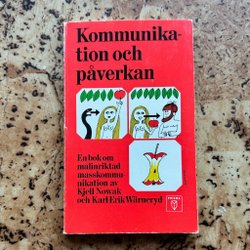 Kommunika-
tion och
påverkan
En bok om
målinriktad
masskommu-
nikation av
Kjell Nowak
och Karl Erik Wärneryd